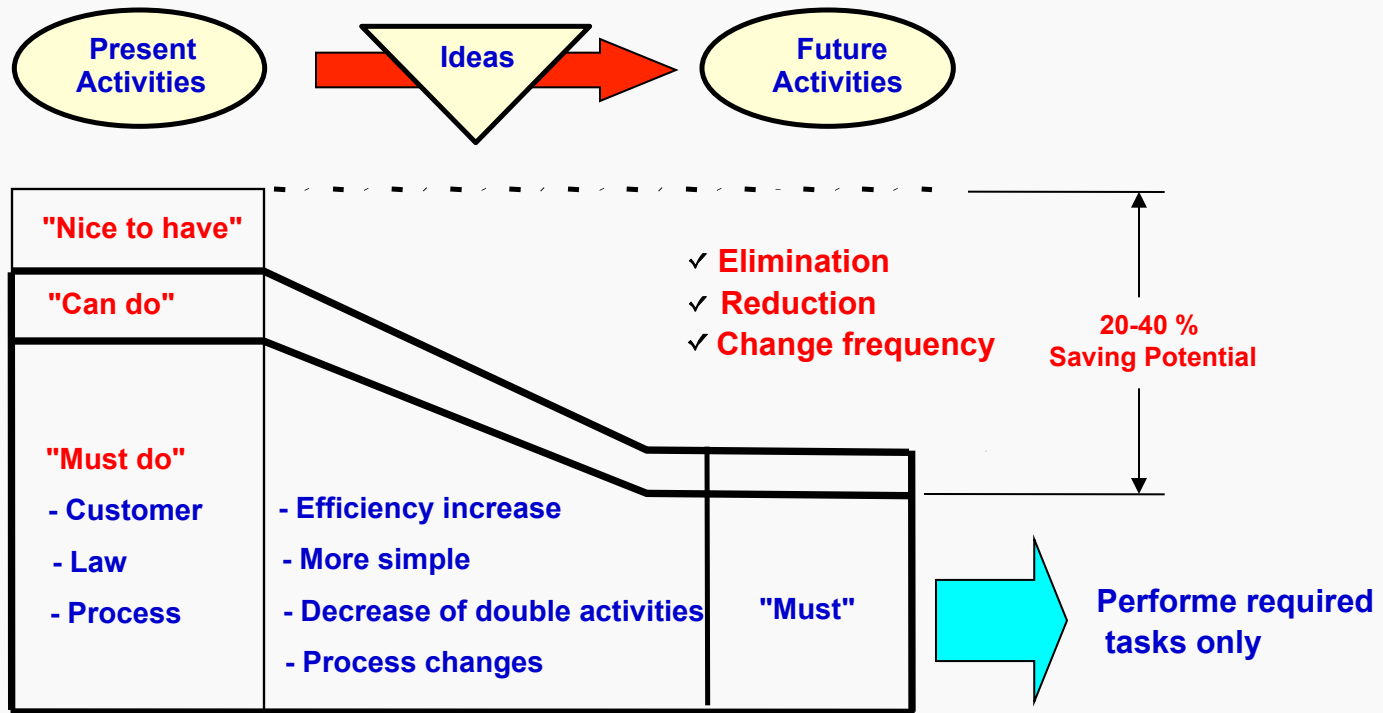 Present
Activities
Ideas
Future
Activities
"Nice to have"
"Can do"
✓ Elimination
✓ Reduction
✓ Change frequency
20-40 %
Saving Potential
"Must do"
- Customer
- Law
- Process
- Efficiency increase
- More simple
- Decrease of double activities
- Process changes
"Must"
Performe required
tasks only